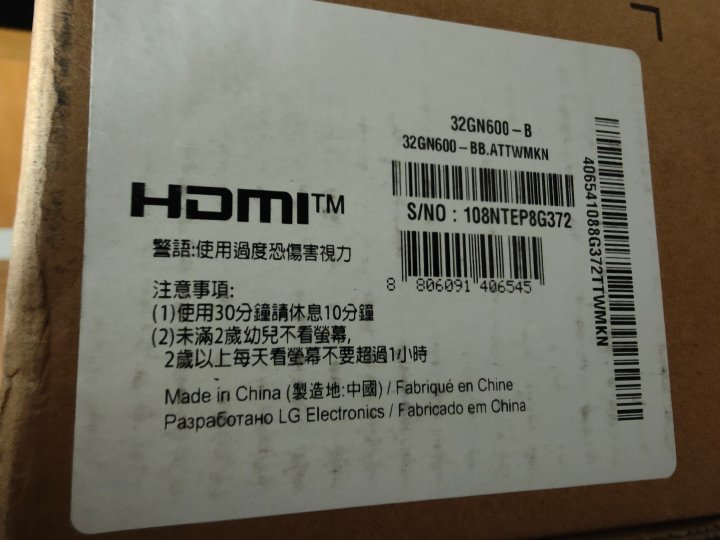 32GN600-B
32GN600-BB.ATTWMKN
S/NO : 108NTEP8G372
8 806091 406545
406541088G372TTWMKN
HDMI™
警語:使用過度恐傷害視力
注意事項:
(1)使用30分鐘請休息10分鐘
(2)未滿2歲幼兒不看螢幕,
2歲以上每天看螢幕不要超過1小時
Made in China (製造地:中國) / Fabriqué en Chine
Разработано LG Electronics / Fabricado em China